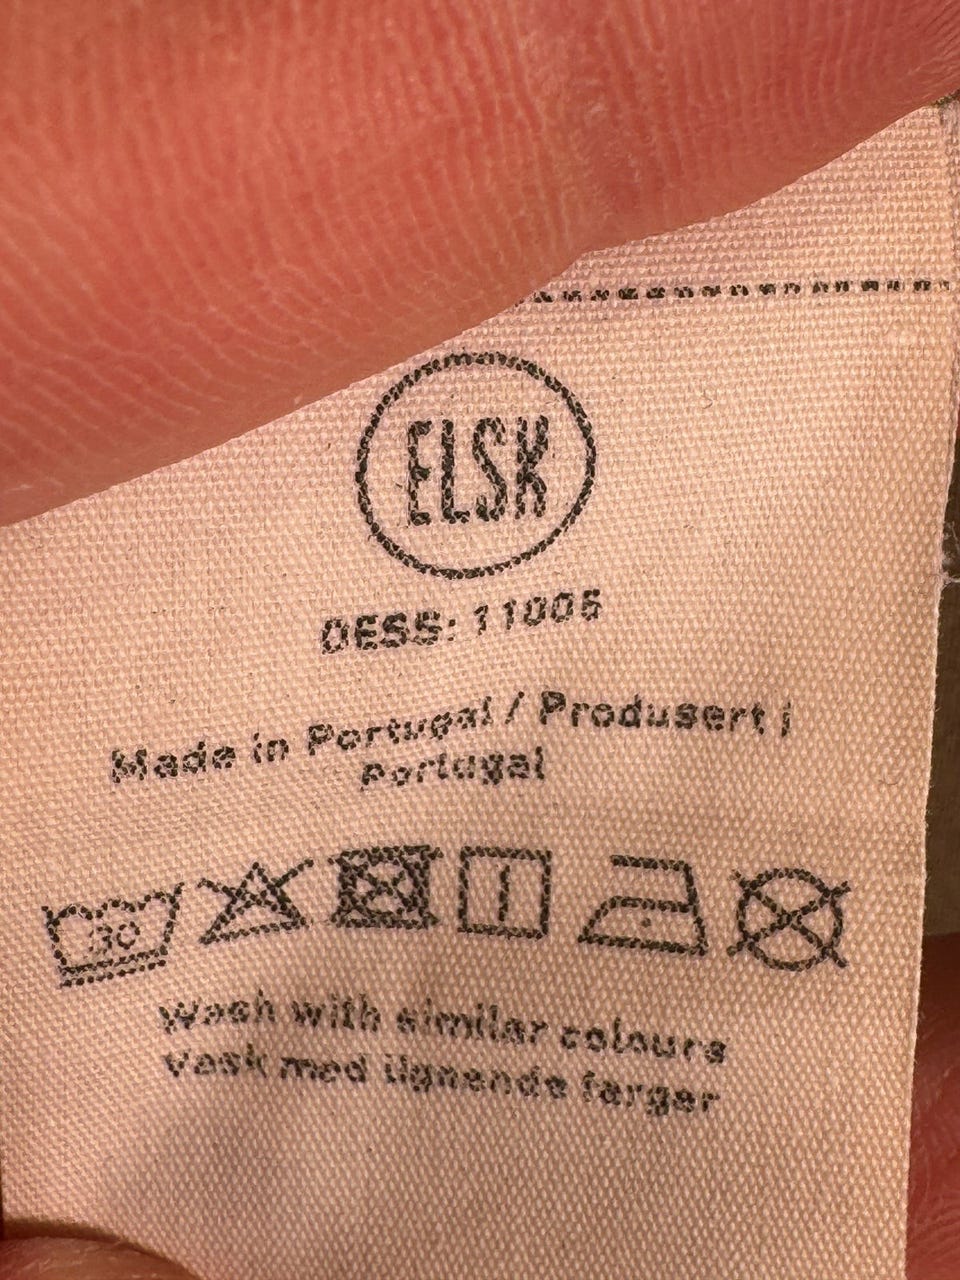 ELSK
DESS: 11005
Made in Portugal / Produsert i
Portugal
30
Wash with similar colours
Vask med lignende farger